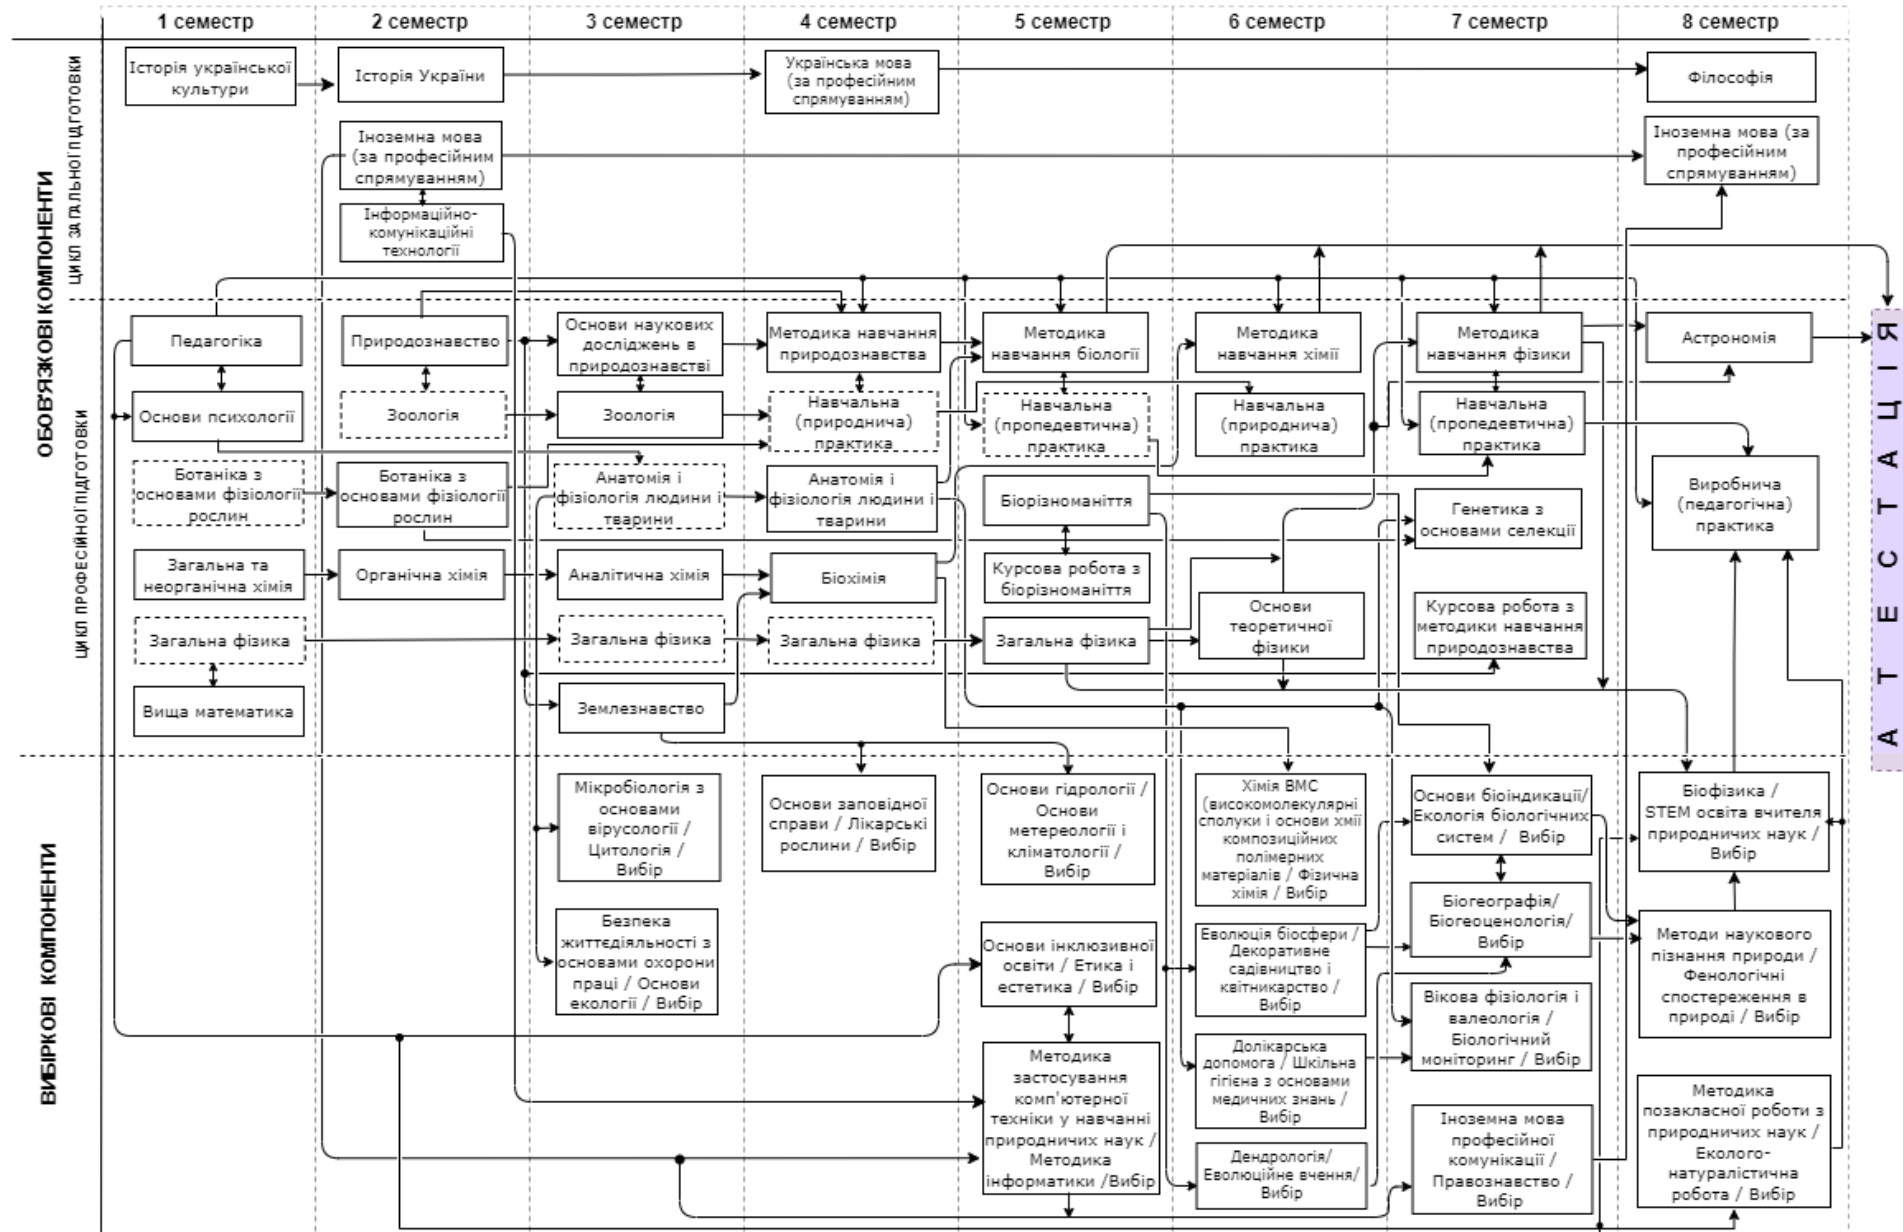 1 семестр
2 семестр
3 семестр
4 семестр
5 семестр
6 семестр
7 семестр
8 семестр
ОБОВ'ЯЗКОВІ КОМПОНЕНТИ
ЦИКЛ ЗАГАЛЬНОЇ ПІДГОТОВКИ
Історія української
культури
Історія України
Українська мова
(за професійним
спрямуванням)
Філософія
Іноземна мова
(за професійним
спрямуванням)
Іноземна мова (за
професійним
спрямуванням)
Інформаційно-
комунікаційні
технології
ЦИКЛ ПРОФЕСІЙНОЇ ПІДГОТОВКИ
Педагогіка
Природознавство
Основи наукових
досліджень в
природознавстві
Методика навчання
природознавства
Методика
навчання біології
Методика
навчання хімії
Методика
навчання фізики
Астрономія
Основи психології
Зоологія
Зоологія
Навчальна
(природнича)
практика
Навчальна
(пропедевтична)
практика
Навчальна
(природнича)
практика
Навчальна
(пропедевтична)
практика
Виробнича
(педагогічна)
практика
Ботаніка з
основами фізіології
рослин
Ботаніка з
основами фізіології
рослин
Анатомія і
фізіологія людини і
тварини
Анатомія і
фізіологія людини і
тварини
Біорізноманіття
Генетика з
основами селекції
Загальна та
неорганічна хімія
Органічна хімія
Аналітична хімія
Біохімія
Курсова робота з
біорізноманіття
Основи
теоретичної
фізики
Курсова робота з
методики навчання
природознавства
Загальна фізика
Загальна фізика
Загальна фізика
Загальна фізика
Вища математика
Землезнавство
АТЕСТАЦІЯ
ВИБІРКОВІ КОМПОНЕНТИ
Мікробіологія з
основами
вірусології /
Цитологія /
Вибір
Основи заповідної
справи / Лікарські
рослини / Вибір
Основи гідрології /
Основи
метереології і
кліматології /
Вибір
Хімія ВМС
(високомолекулярні
сполуки і основи хмії
композиційних
полімерних
матеріалів / Фізична
хімія / Вибір
Основи біоіндикації/
Екологія біологічних
систем / Вибір
Біофізика /
STEM освіта вчителя
природничих наук /
Вибір
Безпека
життєдіяльності з
основами охорони
праці / Основи
екології / Вибір
Основи інклюзивної
освіти / Етика і
естетика / Вибір
Еволюція біосфери /
Декоративне
садівництво і
квітникарство /
Вибір
Біогеографія/
Біогеоценологія/
Вибір
Методи наукового
пізнання природи /
Фенологічні
спостереження в
природі / Вибір
Вікова фізіологія і
валеологія /
Біологічний
моніторинг / Вибір
Методика
застосування
комп'ютерної
техніки у навчанні
природничих наук /
Методика
інформатики /Вибір
Долікарська
допомога / Шкільна
гігієна з основами
медичних знань /
Вибір
Дендрологія/
Еволюційне вчення/
Вибір
Іноземна мова
професійної
комунікації /
Правознавство /
Вибір
Методика
позакласної роботи з
природничих наук /
Еколого-
натуралістична
робота / Вибір